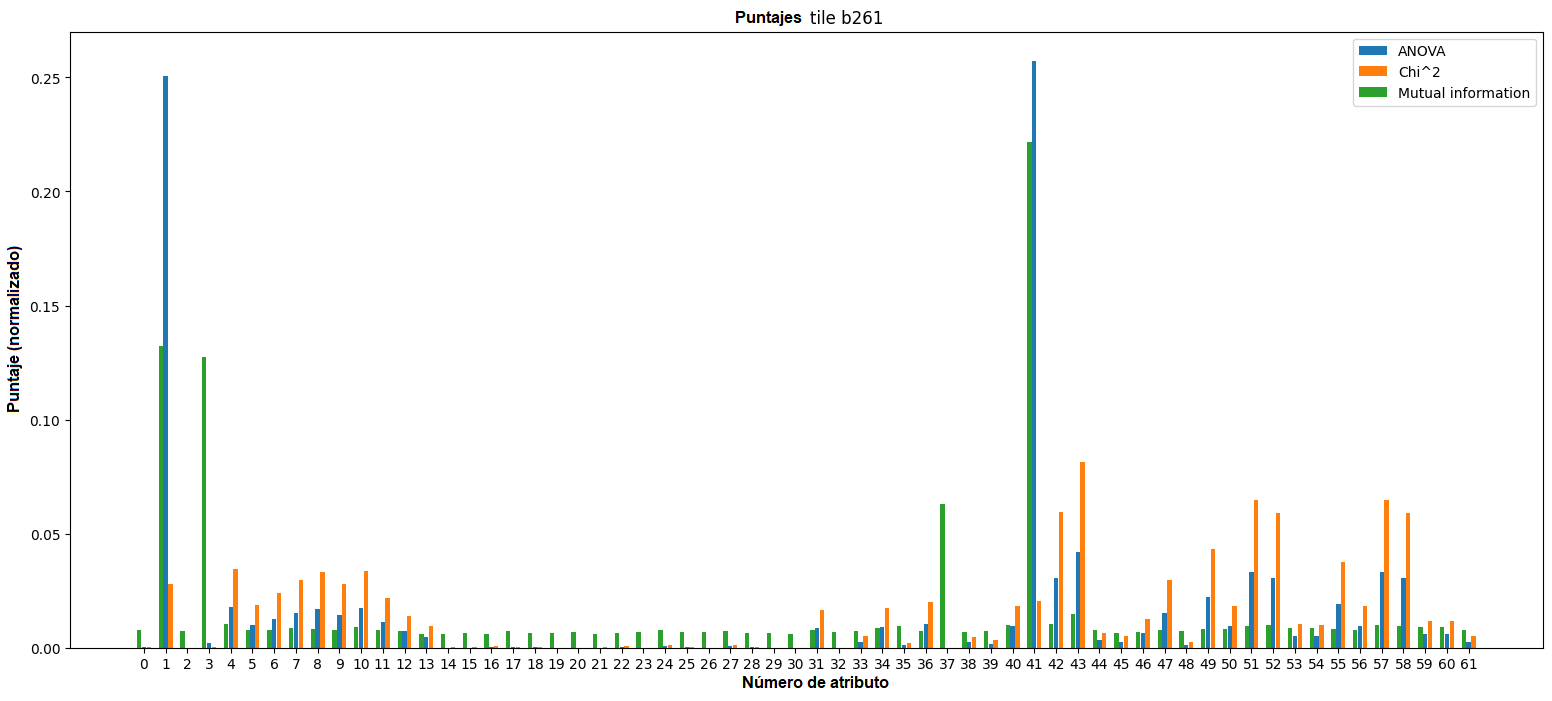 Puntajes tile b261
ANOVA
Chi^2
Mutual information
Puntaje (normalizado)
0.25
0.20
0.15
0.10
0.05
0.00
0 1 2 3 4 5 6 7 8 9 10 11 12 13 14 15 16 17 18 19 20 21 22 23 24 25 26 27 28 29 30 31 32 33 34 35 36 37 38 39 40 41 42 43 44 45 46 47 48 49 50 51 52 53 54 55 56 57 58 59 60 61
Número de atributo